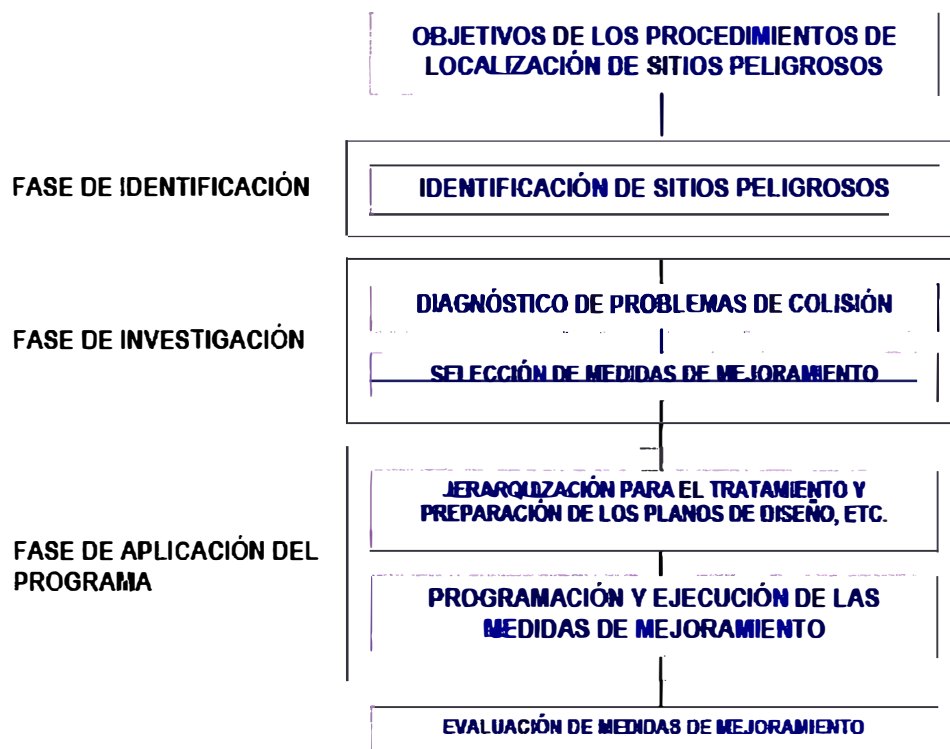 OBJETIVOS DE LOS PROCEDIMIENTOS DE
LOCALIZACIÓN DE SITIOS PELIGROSOS
FASE DE IDENTIFICACIÓN
IDENTIFICACIÓN DE SITIOS PELIGROSOS
FASE DE INVESTIGACIÓN
DIAGNÓSTICO DE PROBLEMAS DE COLISIÓN
SELECCIÓN DE MEDIDAS DE MEJORAMIENTO
FASE DE APLICACIÓN DEL
PROGRAMA
JERARQUIZACIÓN PARA EL TRATAMIENTO Y
PREPARACIÓN DE LOS PLANOS DE DISEÑO, ETC.
PROGRAMACIÓN Y EJECUCIÓN DE LAS
MEDIDAS DE MEJORAMIENTO
EVALUACIÓN DE MEDIDAS DE MEJORAMIENTO